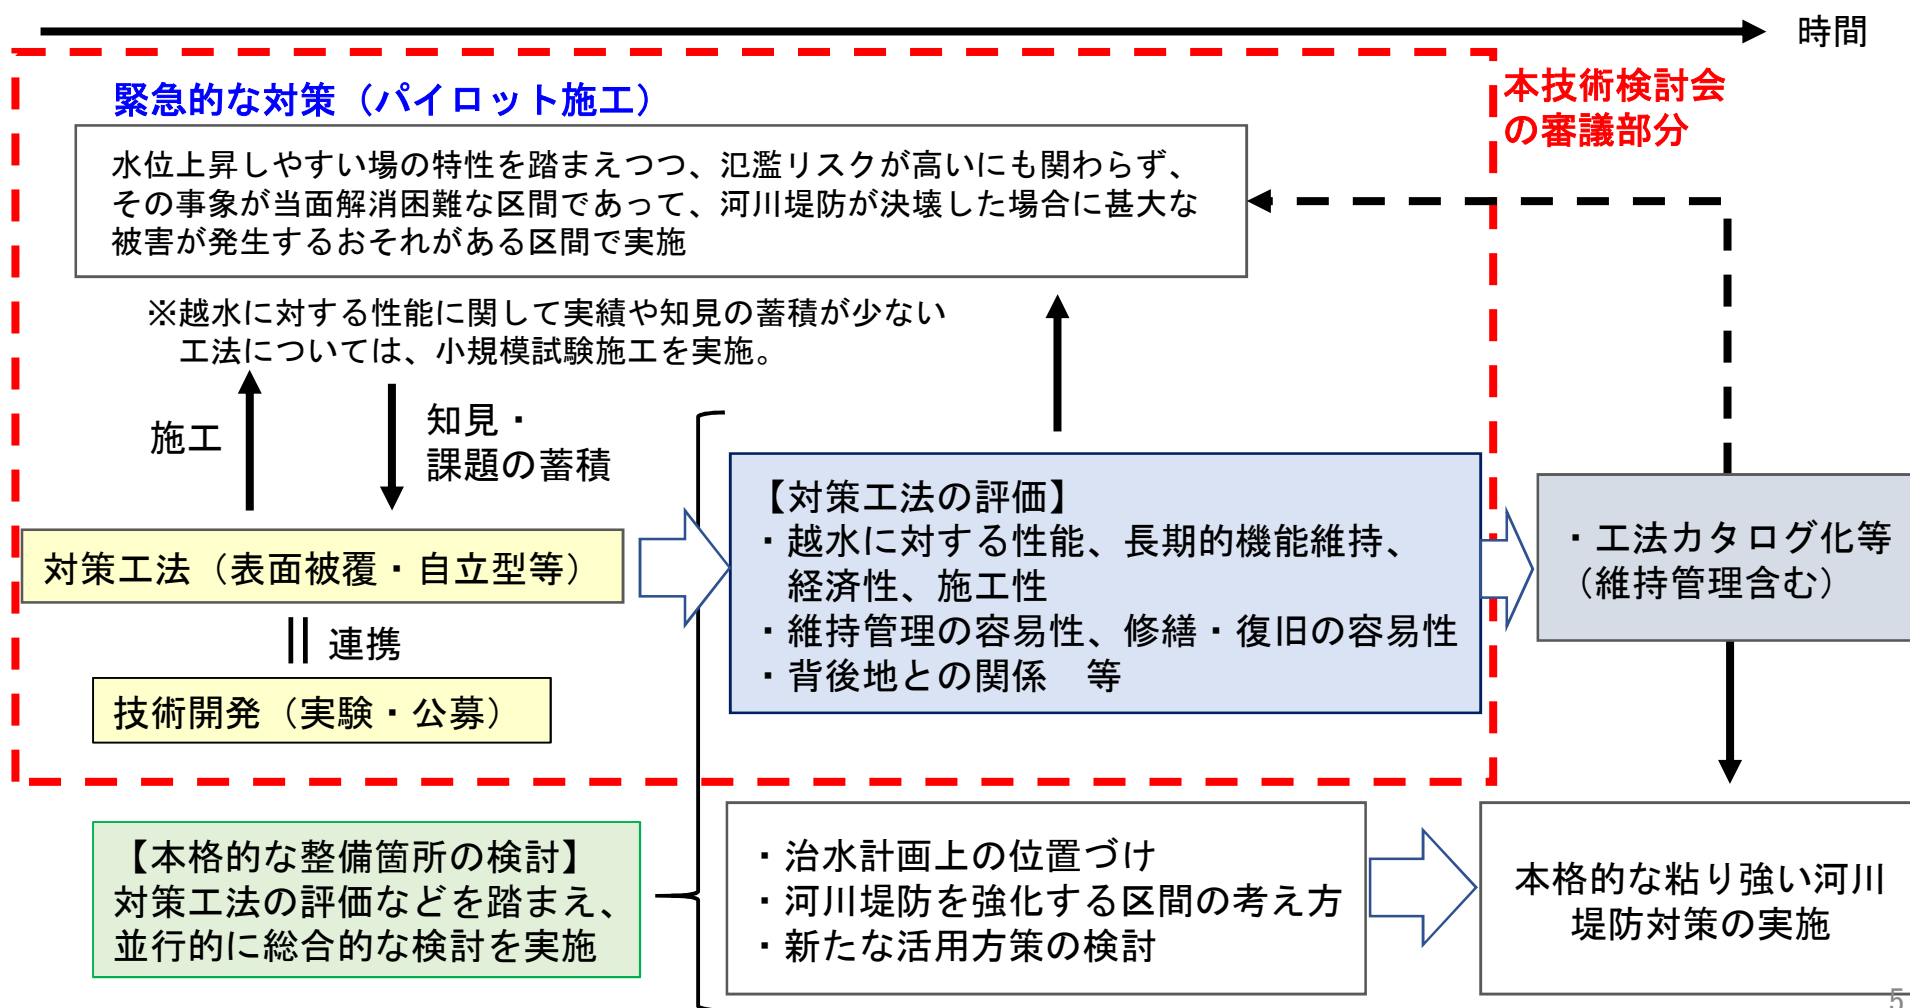 時間
本技術検討会
の審議部分
緊急的な対策（パイロット施工）
水位上昇しやすい場の特性を踏まえつつ、氾濫リスクが高いにも関わらず、
その事象が当面解消困難な区間であって、河川堤防が決壊した場合に甚大な
被害が発生するおそれがある区間で実施
※越水に対する性能に関して実績や知見の蓄積が少ない
工法については、小規模試験施工を実施。
施工
知見・
課題の蓄積
対策工法（表面被覆・自立型等）
連携
技術開発（実験・公募）
【対策工法の評価】
・越水に対する性能、長期的機能維持、
経済性、施工性
・維持管理の容易性、修繕・復旧の容易性
・背後地との関係　等
・工法カタログ化等
（維持管理含む）
【本格的な整備箇所の検討】
対策工法の評価などを踏まえ、
並行的に総合的な検討を実施
・治水計画上の位置づけ
・河川堤防を強化する区間の考え方
・新たな活用方策の検討
本格的な粘り強い河川
堤防対策の実施
5